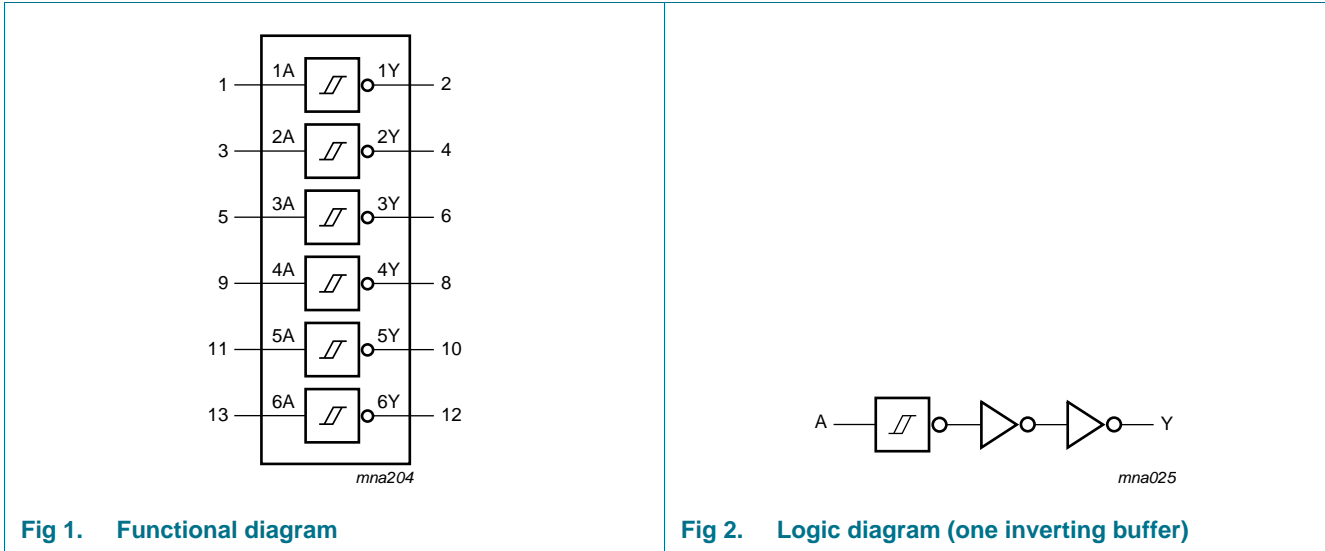 1 1A 1Y 2
3 2A 2Y 4
5 3A 3Y 6
9 4A 4Y 8
11 5A 5Y 10
13 6A 6Y 12
mna204
Fig 1. Functional diagram
A Y
mna025
Fig 2. Logic diagram (one inverting buffer)